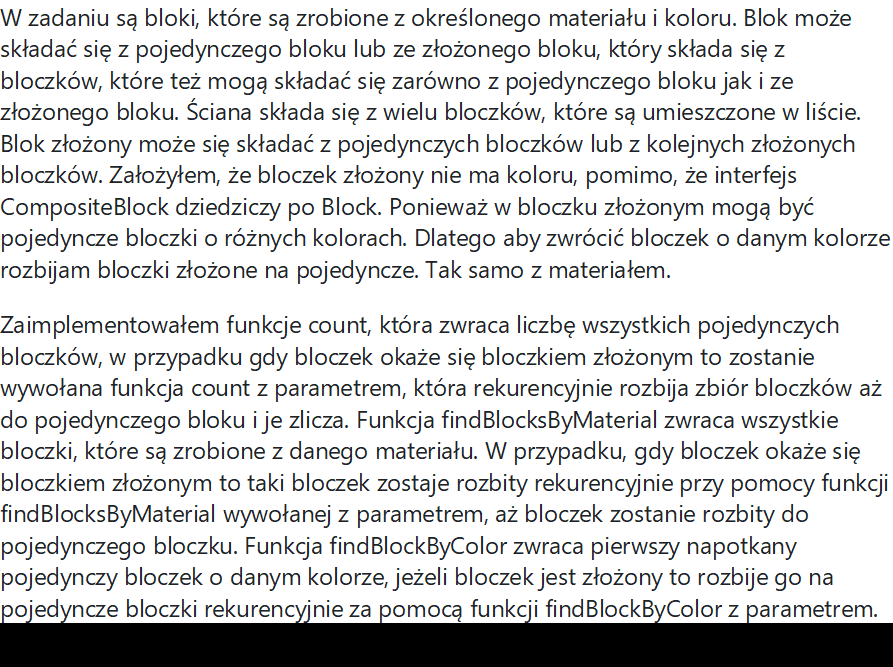 W zadaniu są bloki, które są zrobione z określonego materiału i koloru. Blok może
składać się z pojedynczego bloku lub ze złożonego bloku, który składa się z
bloczków, które też mogą składać się zarówno z pojedynczego bloku jak i ze
złożonego bloku. Ściana składa się z wielu bloczków, które są umieszczone w liście.
Blok złożony może się składać z pojedynczych bloczków lub z kolejnych złożonych
bloczków. Założyłem, że bloczek złożony nie ma koloru, pomimo, że interfejs
CompositeBlock dziedziczy po Block. Ponieważ w bloczku złożonym mogą być
pojedyncze bloczki o różnych kolorach. Dlatego aby zwrócić bloczek o danym kolorze
rozbijam bloczki złożone na pojedyncze. Tak samo z materiałem.
Zaimplementowałem funkcje count, która zwraca liczbę wszystkich pojedynczych
bloczków, w przypadku gdy bloczek okaże się bloczkiem złożonym to zostanie
wywołana funkcja count z parametrem, która rekurencyjnie rozbija zbiór bloczków aż
do pojedynczego bloku i je zlicza. Funkcja findBlocksByMaterial zwraca wszystkie
bloczki, które są zrobione z danego materiału. W przypadku, gdy bloczek okaże się
bloczkiem złożonym to taki bloczek zostaje rozbity rekurencyjnie przy pomocy funkcji
findBlocksByMaterial wywołanej z parametrem, aż bloczek zostanie rozbity do
pojedynczego bloczku. Funkcja findBlockByColor zwraca pierwszy napotkany
pojedynczy bloczek o danym kolorze, jeżeli bloczek jest złożony to rozbije go na
pojedyncze bloczki rekurencyjnie za pomocą funkcji findBlockByColor z parametrem.